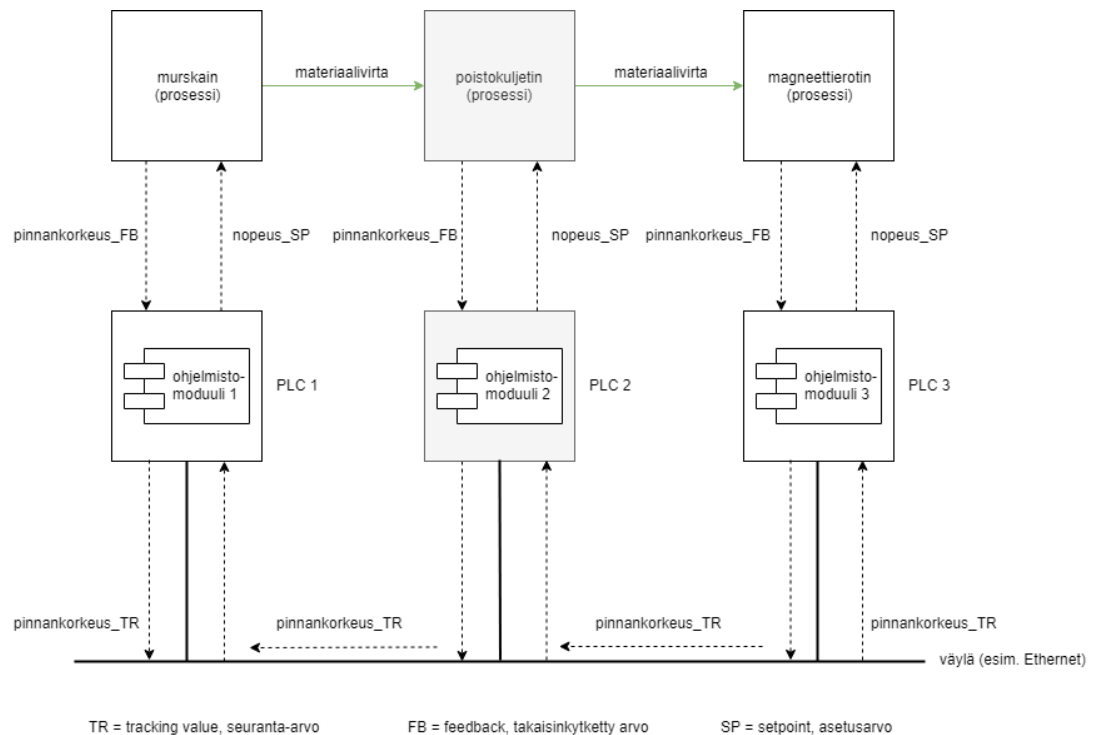 murskain
(prosessi)
materiaalivirta
poistokuljetin
(prosessi)
materiaalivirta
magneettierotin
(prosessi)
pinnankorkeus_FB
nopeus_SP
pinnankorkeus_FB
nopeus_SP
pinnankorkeus_FB
nopeus_SP
ohjelmisto-
moduuli 1
PLC 1
ohjelmisto-
moduuli 2
PLC 2
ohjelmisto-
moduuli 3
PLC 3
pinnankorkeus_TR
pinnankorkeus_TR
pinnankorkeus_TR
pinnankorkeus_TR
väylä (esim. Ethernet)
TR = tracking value, seuranta-arvo
FB = feedback, takaisinkytketty arvo
SP = setpoint, asetusarvo